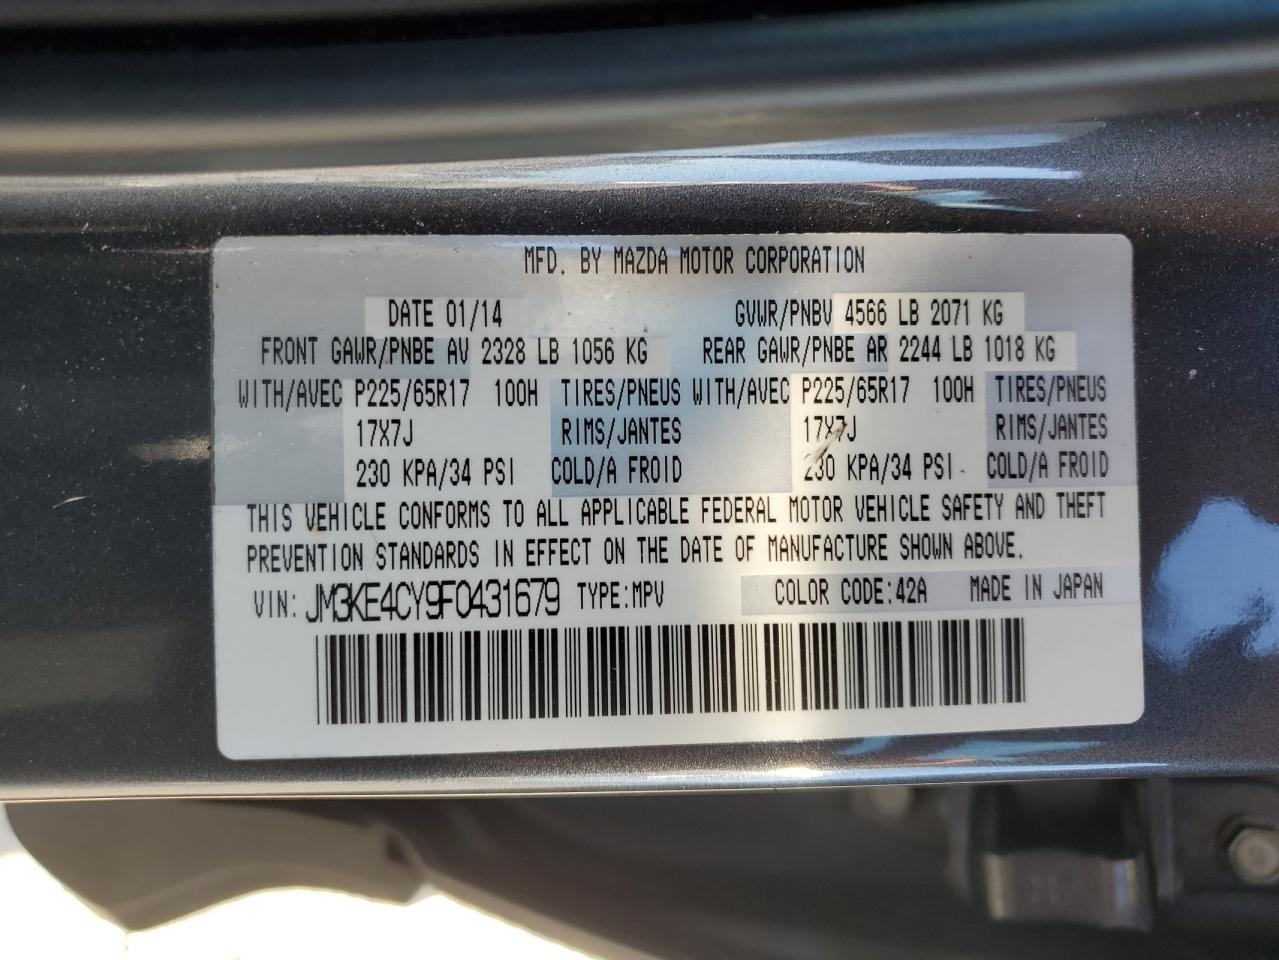 MFD. BY MAZDA MOTOR CORPORATION
DATE 01/14 GVWR/PNBV 4566 LB 2071 KG
FRONT GAWR/PNBE AV 2328 LB 1056 KG REAR GAWR/PNBE AR 2244 LB 1018 KG
WITH/AVEC P225/65R17 100H TIRES/PNEUS WITH/AVEC P225/65R17 100H TIRES/PNEUS
17X7J RIMS/JANTES 17X7J RIMS/JANTES
230 KPA/34 PSI COLD/A FROID 230 KPA/34 PSI COLD/A FROID
THIS VEHICLE CONFORMS TO ALL APPLICABLE FEDERAL MOTOR VEHICLE SAFETY AND THEFT
PREVENTION STANDARDS IN EFFECT ON THE DATE OF MANUFACTURE SHOWN ABOVE.
VIN: JM3KE4CY9F0431679 TYPE:MPV COLOR CODE:42A MADE IN JAPAN